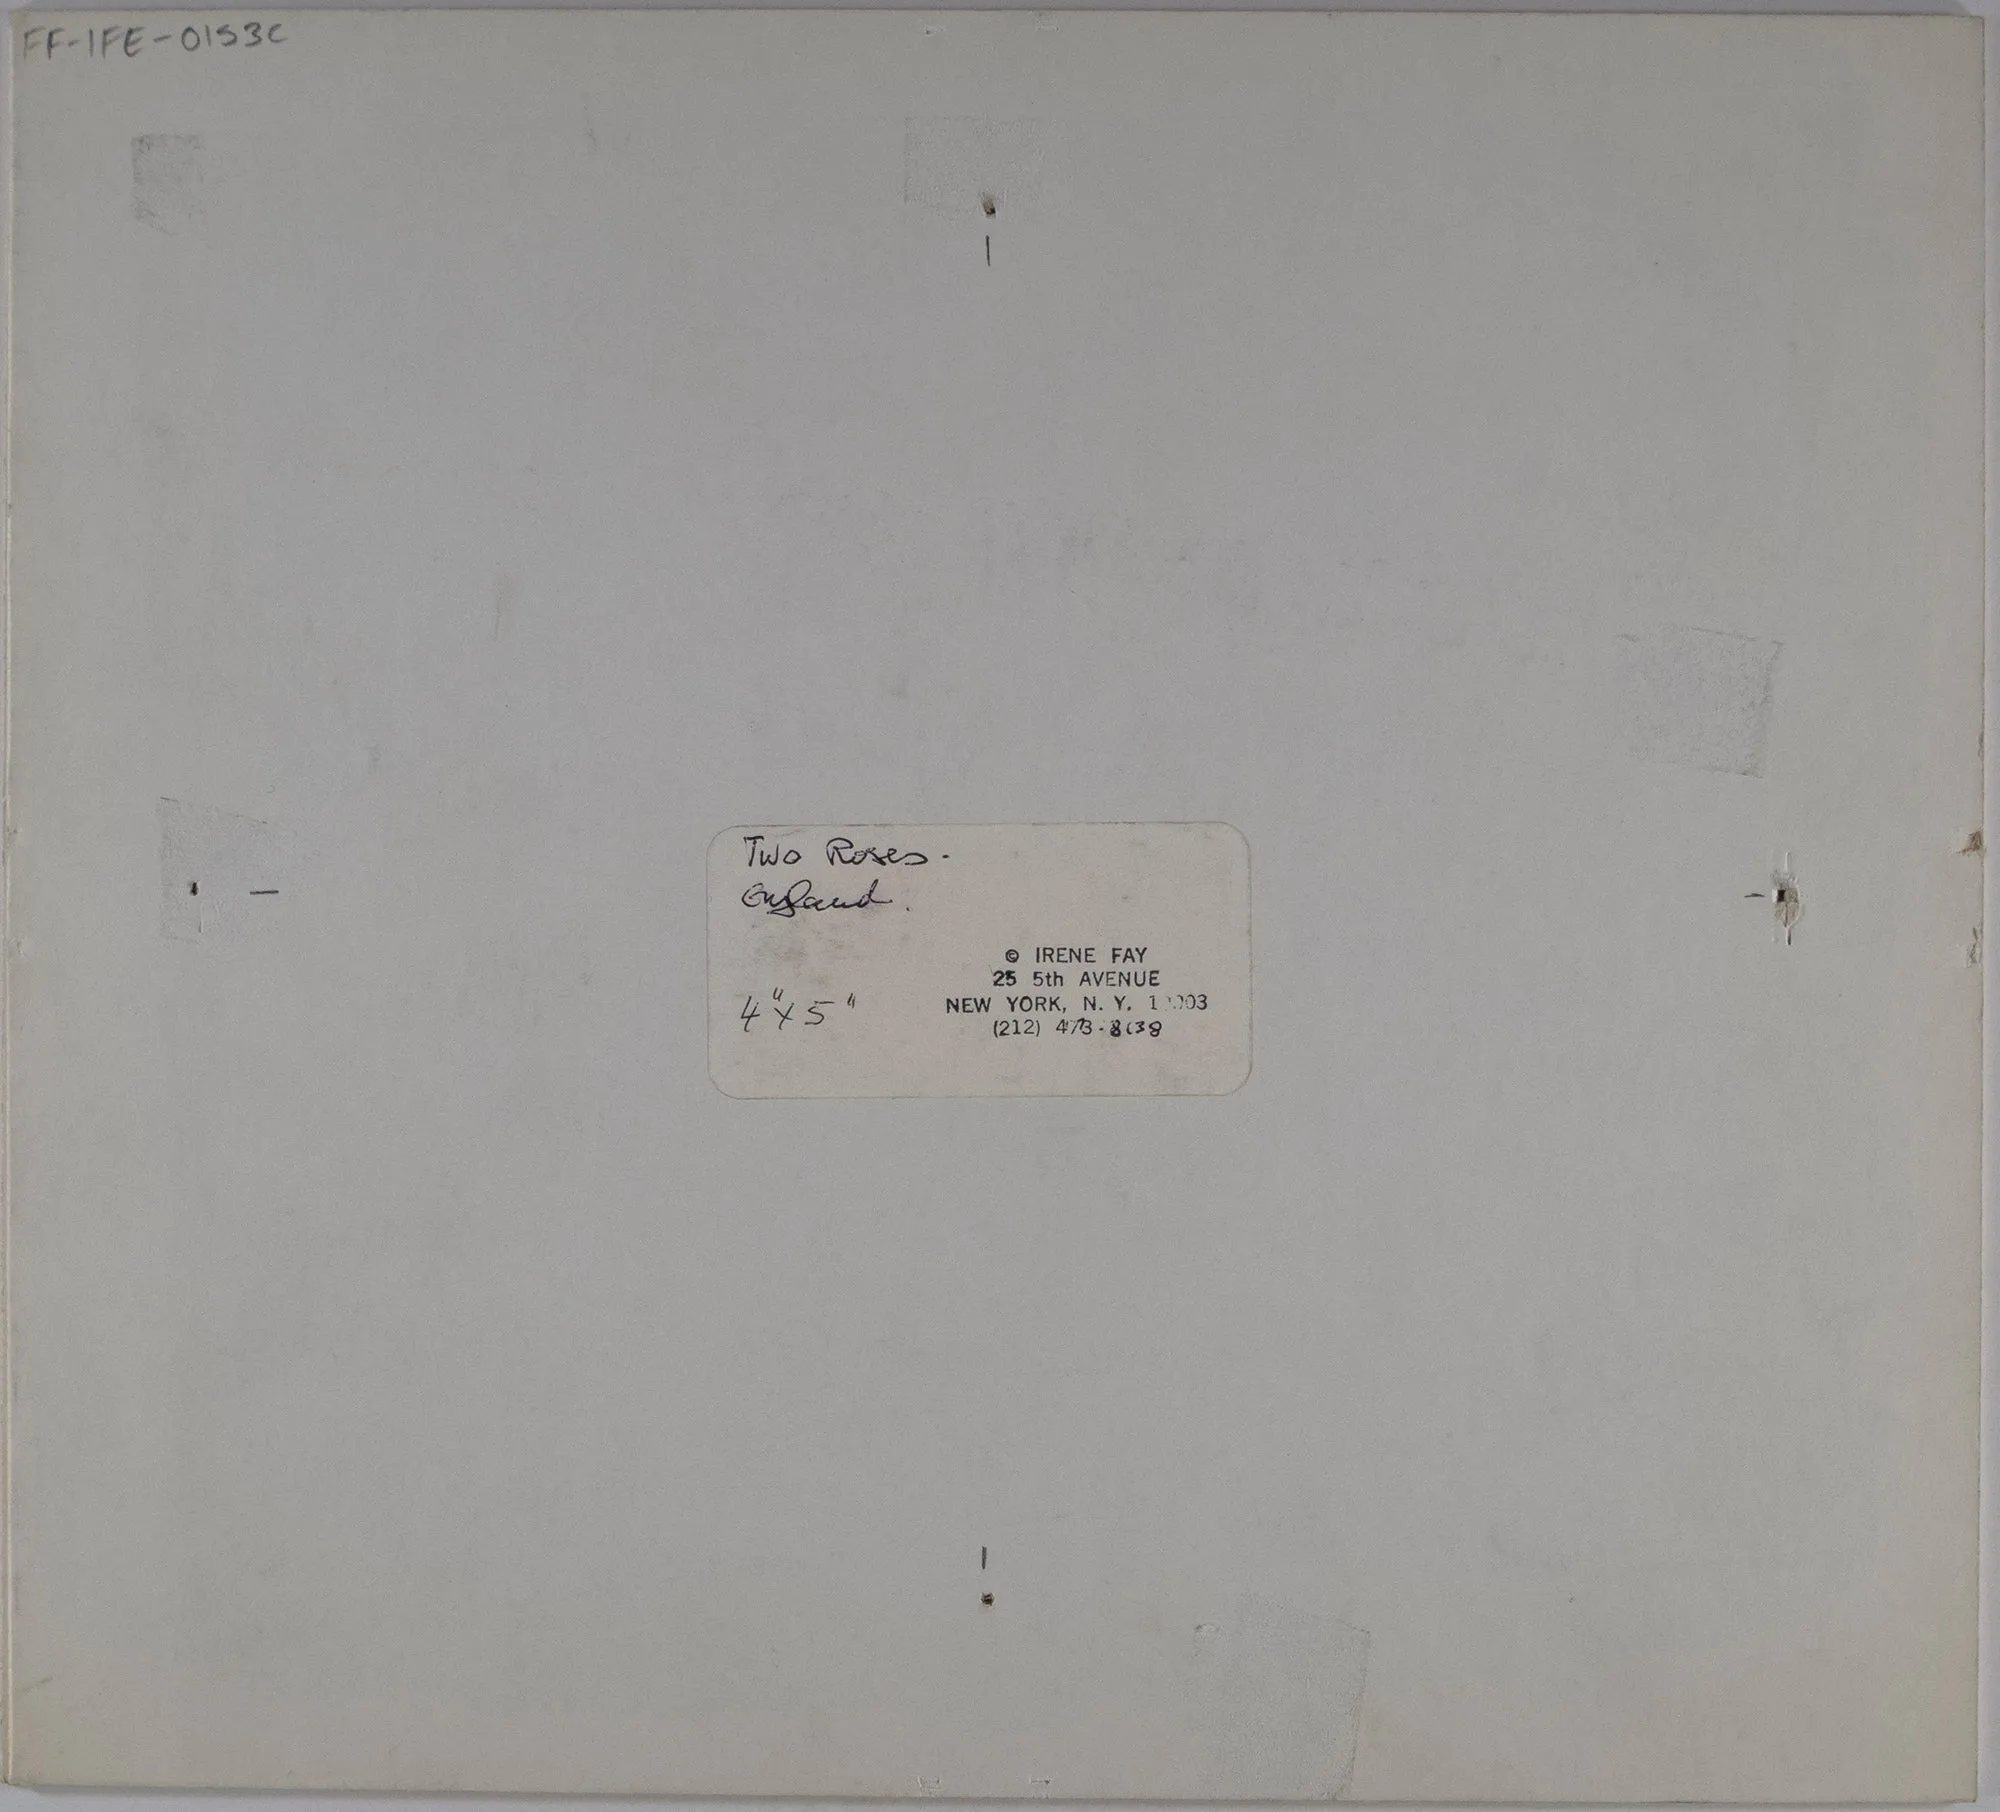 FF-IFE-0153C
Two Roses.
England.
4"x5"
© IRENE FAY
25 5th AVENUE
NEW YORK, N. Y.
(212)